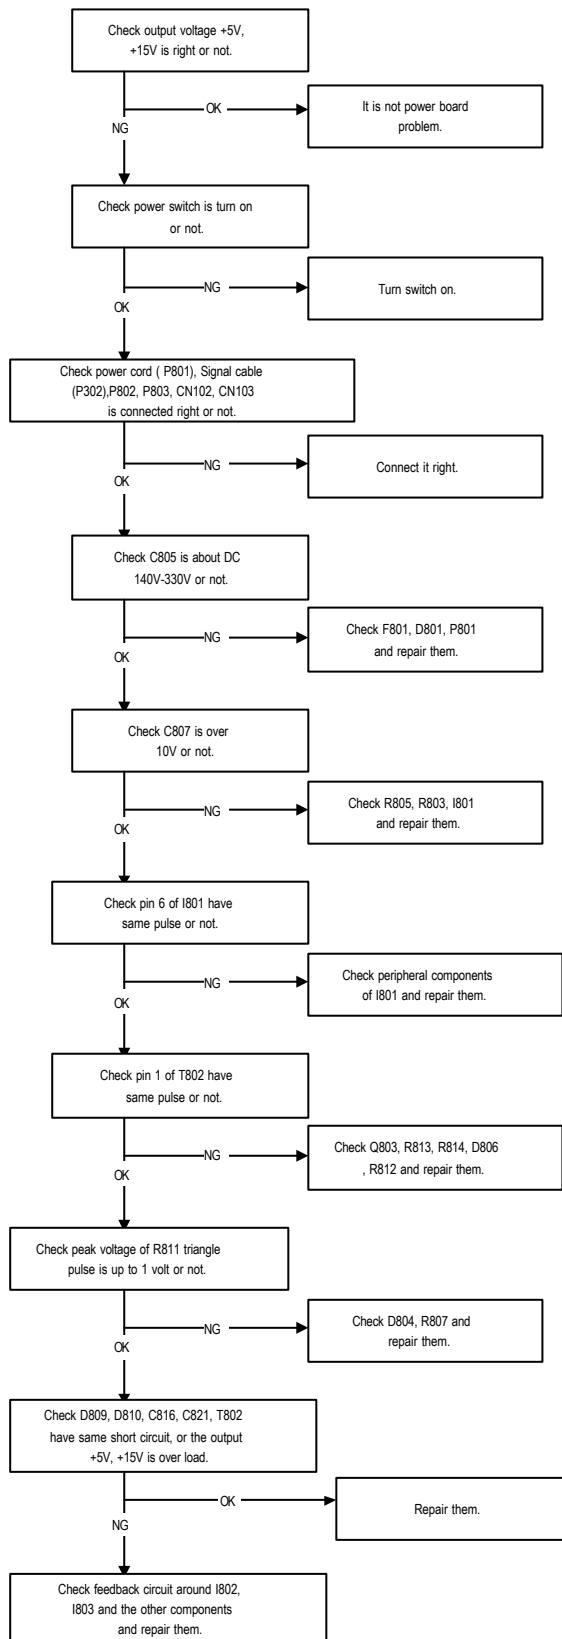 Check output voltage +5V,
+15V is right or not.
OK
It is not power board
problem.
NG
Check power switch is turn on
or not.
NG
Turn switch on.
OK
Check power cord ( P801), Signal cable
(P302),P802, P803, CN102, CN103
is connected right or not.
NG
Connect it right.
OK
Check C805 is about DC
140V-330V or not.
NG
Check F801, D801, P801
and repair them.
OK
Check C807 is over
10V or not.
NG
Check R805, R803, I801
and repair them.
OK
Check pin 6 of I801 have
same pulse or not.
NG
Check peripheral components
of I801 and repair them.
OK
Check pin 1 of T802 have
same pulse or not.
NG
Check Q803, R813, R814, D806
, R812 and repair them.
OK
Check peak voltage of R811 triangle
pulse is up to 1 volt or not.
NG
Check D804, R807 and
repair them.
OK
Check D809, D810, C816, C821, T802
have same short circuit, or the output
+5V, +15V is over load.
OK
Repair them.
NG
Check feedback circuit around I802,
I803 and the other components
and repair them.